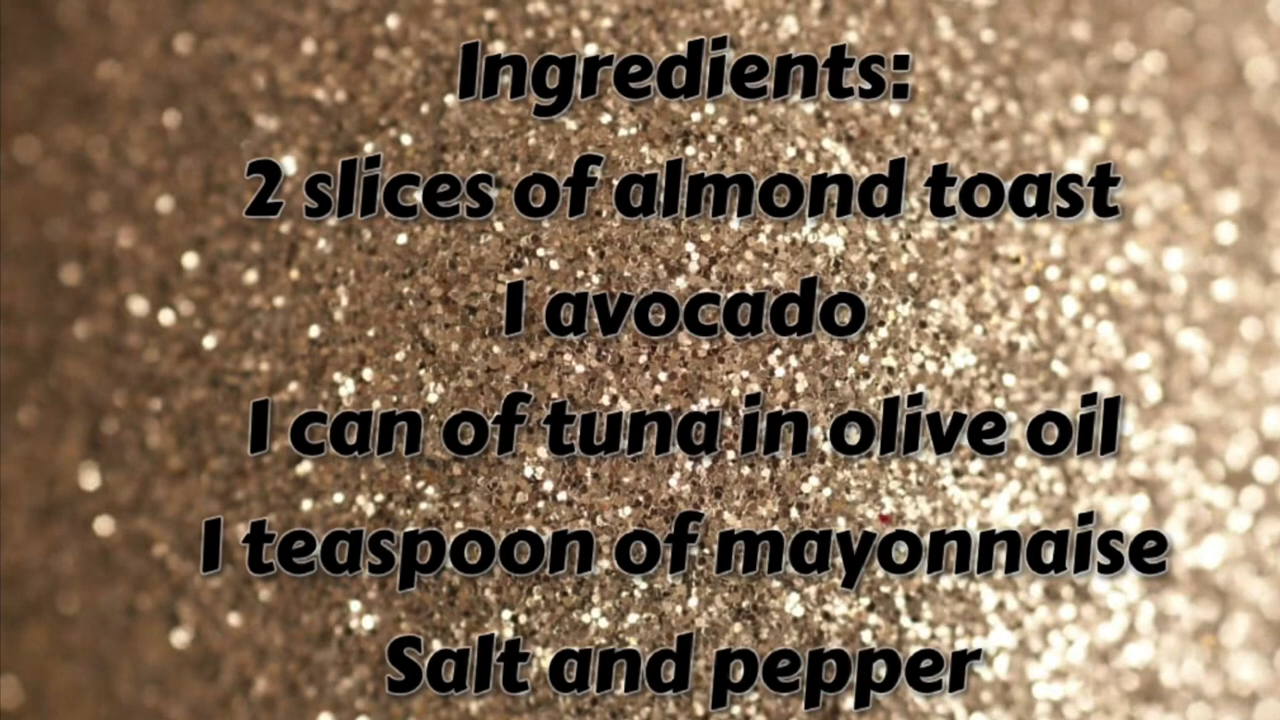 Ingredients:
2 slices of almond toast
1 avocado
1 can of tuna in olive oil
1 teaspoon of mayonnaise
Salt and pepper